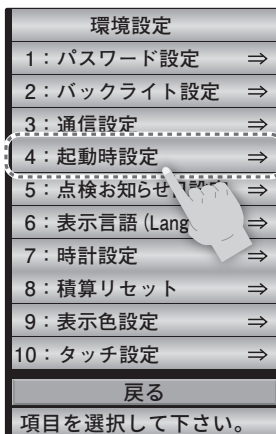 環境設定
1：パスワード設定 ⇒
2：バックライト設定 ⇒
3：通信設定 ⇒
4：起動時設定 ⇒
5：点検お知らせ 設定 ⇒
6：表示言語 (Lang ⇒
7：時計設定 ⇒
8：積算リセット ⇒
9：表示色設定 ⇒
10：タッチ設定 ⇒
戻る
項目を選択して下さい。